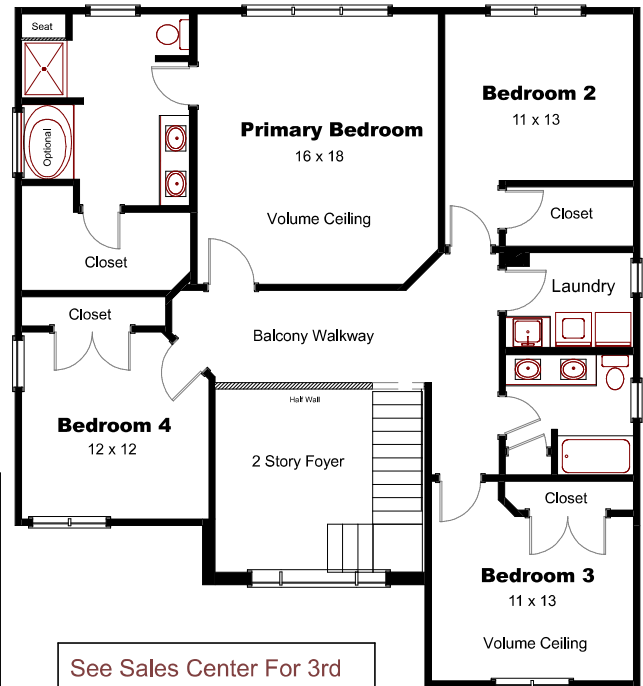 Seat
Optional
Primary Bedroom
16 x 18
Volume Ceiling
Bedroom 2
11 x 13
Closet
Closet
Laundry
Closet
Balcony Walkway
Half Wall
Bedroom 4
12 x 12
2 Story Foyer
Closet
Bedroom 3
11 x 13
Volume Ceiling
See Sales Center For 3rd